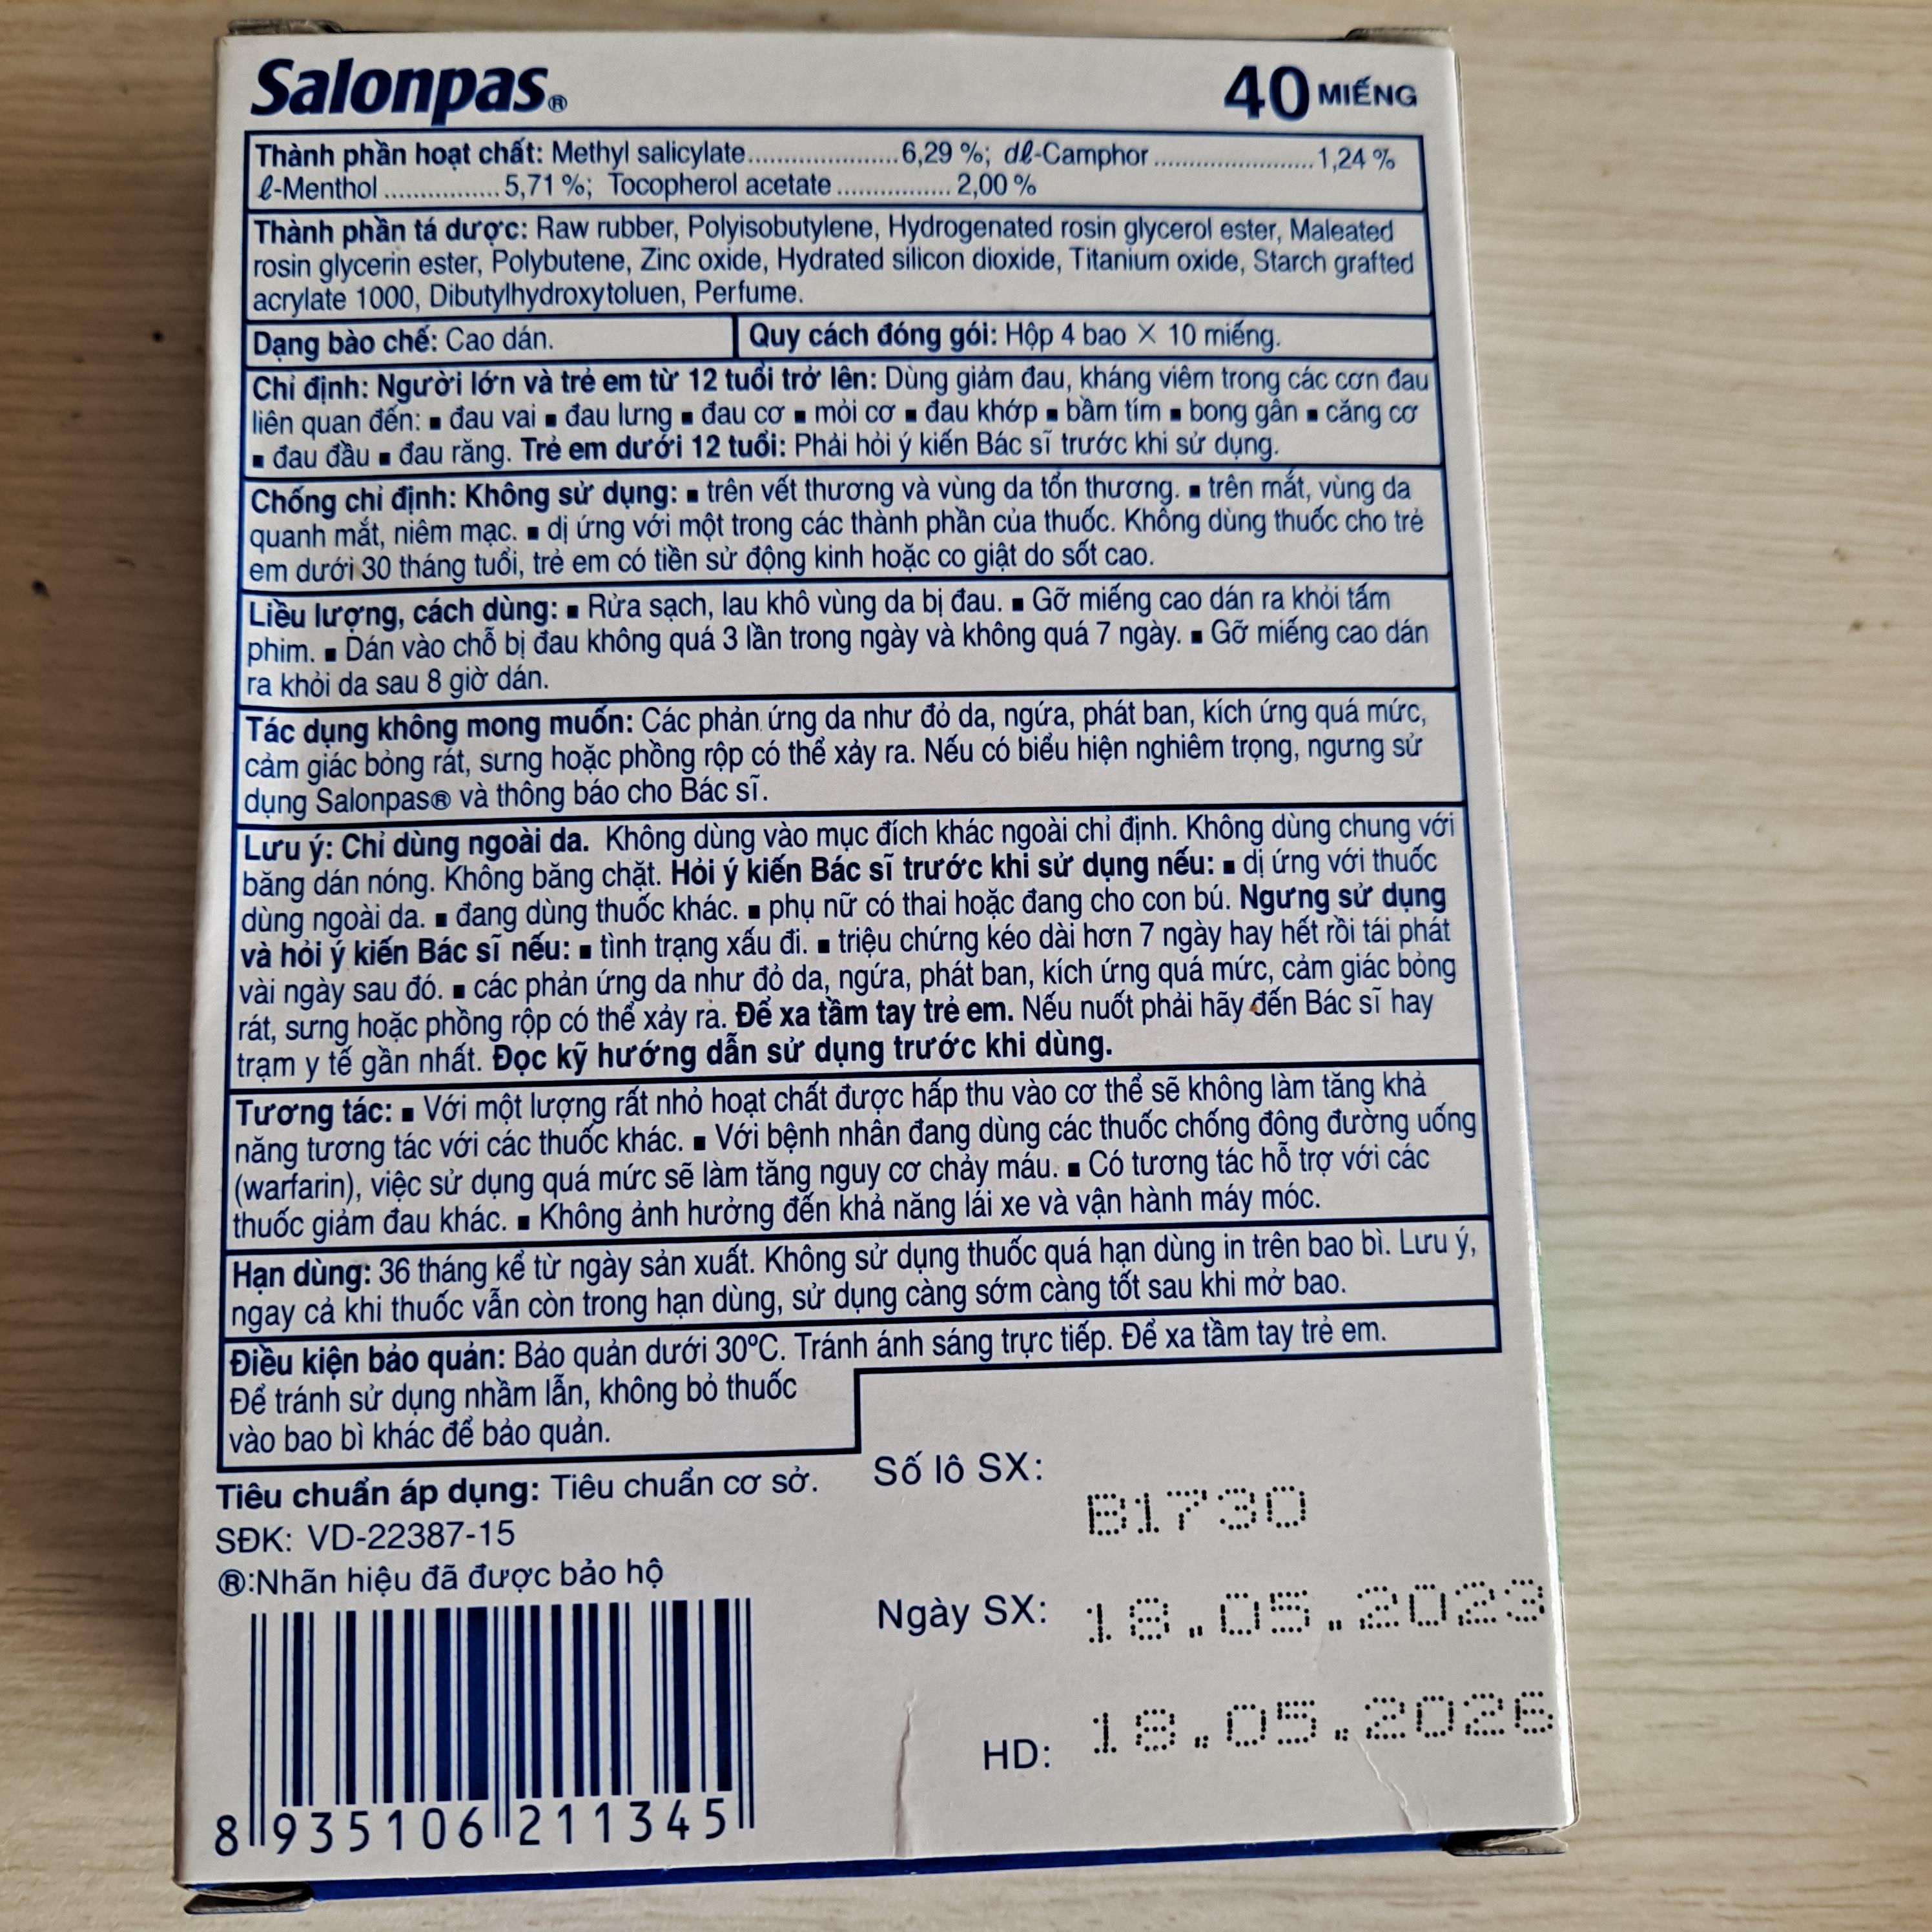 Salonpas®
40 MIẾNG
Thành phần hoạt chất: Methyl salicylate......................6,29 %; dℓ-Camphor........................1,24 %
ℓ-Menthol.................5,71 %; Tocopherol acetate.................2,00 %
Thành phần tá dược: Raw rubber, Polyisobutylene, Hydrogenated rosin glycerol ester, Maleated
rosin glycerin ester, Polybutene, Zinc oxide, Hydrated silicon dioxide, Titanium oxide, Starch grafted
acrylate 1000, Dibutylhydroxytoluen, Perfume.
Dạng bào chế: Cao dán.
Quy cách đóng gói: Hộp 4 bao × 10 miếng.
Chỉ định: Người lớn và trẻ em từ 12 tuổi trở lên: Dùng giảm đau, kháng viêm trong các cơn đau
liên quan đến: ■ đau vai ■ đau lưng ■ đau cơ ■ mỏi cơ ■ đau khớp ■ bầm tím ■ bong gân ■ căng cơ
■ đau đầu ■ đau răng. Trẻ em dưới 12 tuổi: Phải hỏi ý kiến Bác sĩ trước khi sử dụng.
Chống chỉ định: Không sử dụng: ■ trên vết thương và vùng da tổn thương. ■ trên mắt, vùng da
quanh mắt, niêm mạc. ■ dị ứng với một trong các thành phần của thuốc. Không dùng thuốc cho trẻ
em dưới 30 tháng tuổi, trẻ em có tiền sử động kinh hoặc co giật do sốt cao.
Liều lượng, cách dùng: ■ Rửa sạch, lau khô vùng da bị đau. ■ Gỡ miếng cao dán ra khỏi tấm
phim. ■ Dán vào chỗ bị đau không quá 3 lần trong ngày và không quá 7 ngày. ■ Gỡ miếng cao dán
ra khỏi da sau 8 giờ dán.
Tác dụng không mong muốn: Các phản ứng da như đỏ da, ngứa, phát ban, kích ứng quá mức,
cảm giác bỏng rát, sưng hoặc phồng rộp có thể xảy ra. Nếu có biểu hiện nghiêm trọng, ngưng sử
dụng Salonpas® và thông báo cho Bác sĩ.
Lưu ý: Chỉ dùng ngoài da. Không dùng vào mục đích khác ngoài chỉ định. Không dùng chung với
băng dán nóng. Không băng chặt. Hỏi ý kiến Bác sĩ trước khi sử dụng nếu: ■ dị ứng với thuốc
dùng ngoài da. ■ đang dùng thuốc khác. ■ phụ nữ có thai hoặc đang cho con bú. Ngưng sử dụng
và hỏi ý kiến Bác sĩ nếu: ■ tình trạng xấu đi. ■ triệu chứng kéo dài hơn 7 ngày hay hết rồi tái phát
vài ngày sau đó. ■ các phản ứng da như đỏ da, ngứa, phát ban, kích ứng quá mức, cảm giác bỏng
rát, sưng hoặc phồng rộp có thể xảy ra. Để xa tầm tay trẻ em. Nếu nuốt phải hãy đến Bác sĩ hay
trạm y tế gần nhất. Đọc kỹ hướng dẫn sử dụng trước khi dùng.
Tương tác: ■ Với một lượng rất nhỏ hoạt chất được hấp thu vào cơ thể sẽ không làm tăng khả
năng tương tác với các thuốc khác. ■ Với bệnh nhân đang dùng các thuốc chống đông đường uống
(warfarin), việc sử dụng quá mức sẽ làm tăng nguy cơ chảy máu. ■ Có tương tác hỗ trợ với các
thuốc giảm đau khác. ■ Không ảnh hưởng đến khả năng lái xe và vận hành máy móc.
Hạn dùng: 36 tháng kể từ ngày sản xuất. Không sử dụng thuốc quá hạn dùng in trên bao bì. Lưu ý,
ngay cả khi thuốc vẫn còn trong hạn dùng, sử dụng càng sớm càng tốt sau khi mở bao.
Điều kiện bảo quản: Bảo quản dưới 30°C. Tránh ánh sáng trực tiếp. Để xa tầm tay trẻ em.
Để tránh sử dụng nhầm lẫn, không bỏ thuốc
vào bao bì khác để bảo quản.
Tiêu chuẩn áp dụng: Tiêu chuẩn cơ sở.
SĐK: VD-22387-15
®:Nhãn hiệu đã được bảo hộ
8 935106 211345
Số lô SX:
B1730
Ngày SX: 18.05.2023
HD: 18.05.2026